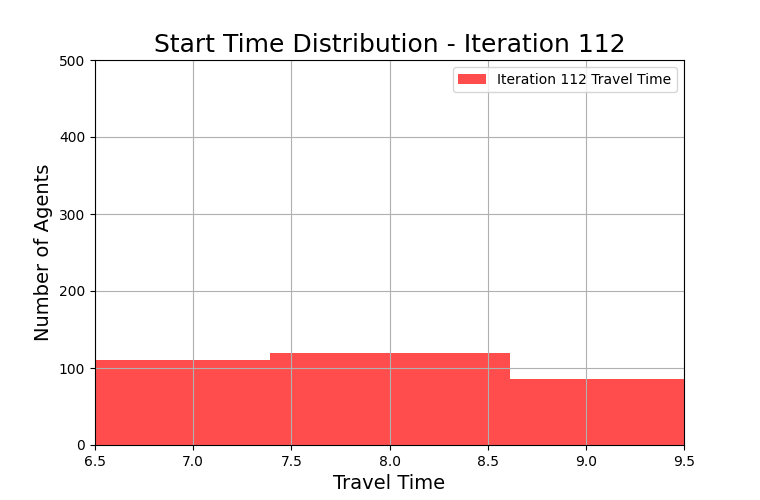 Start Time Distribution - Iteration 112
Iteration 112 Travel Time
500
400
300
200
100
0
Number of Agents
6.5 7.0 7.5 8.0 8.5 9.0 9.5
Travel Time